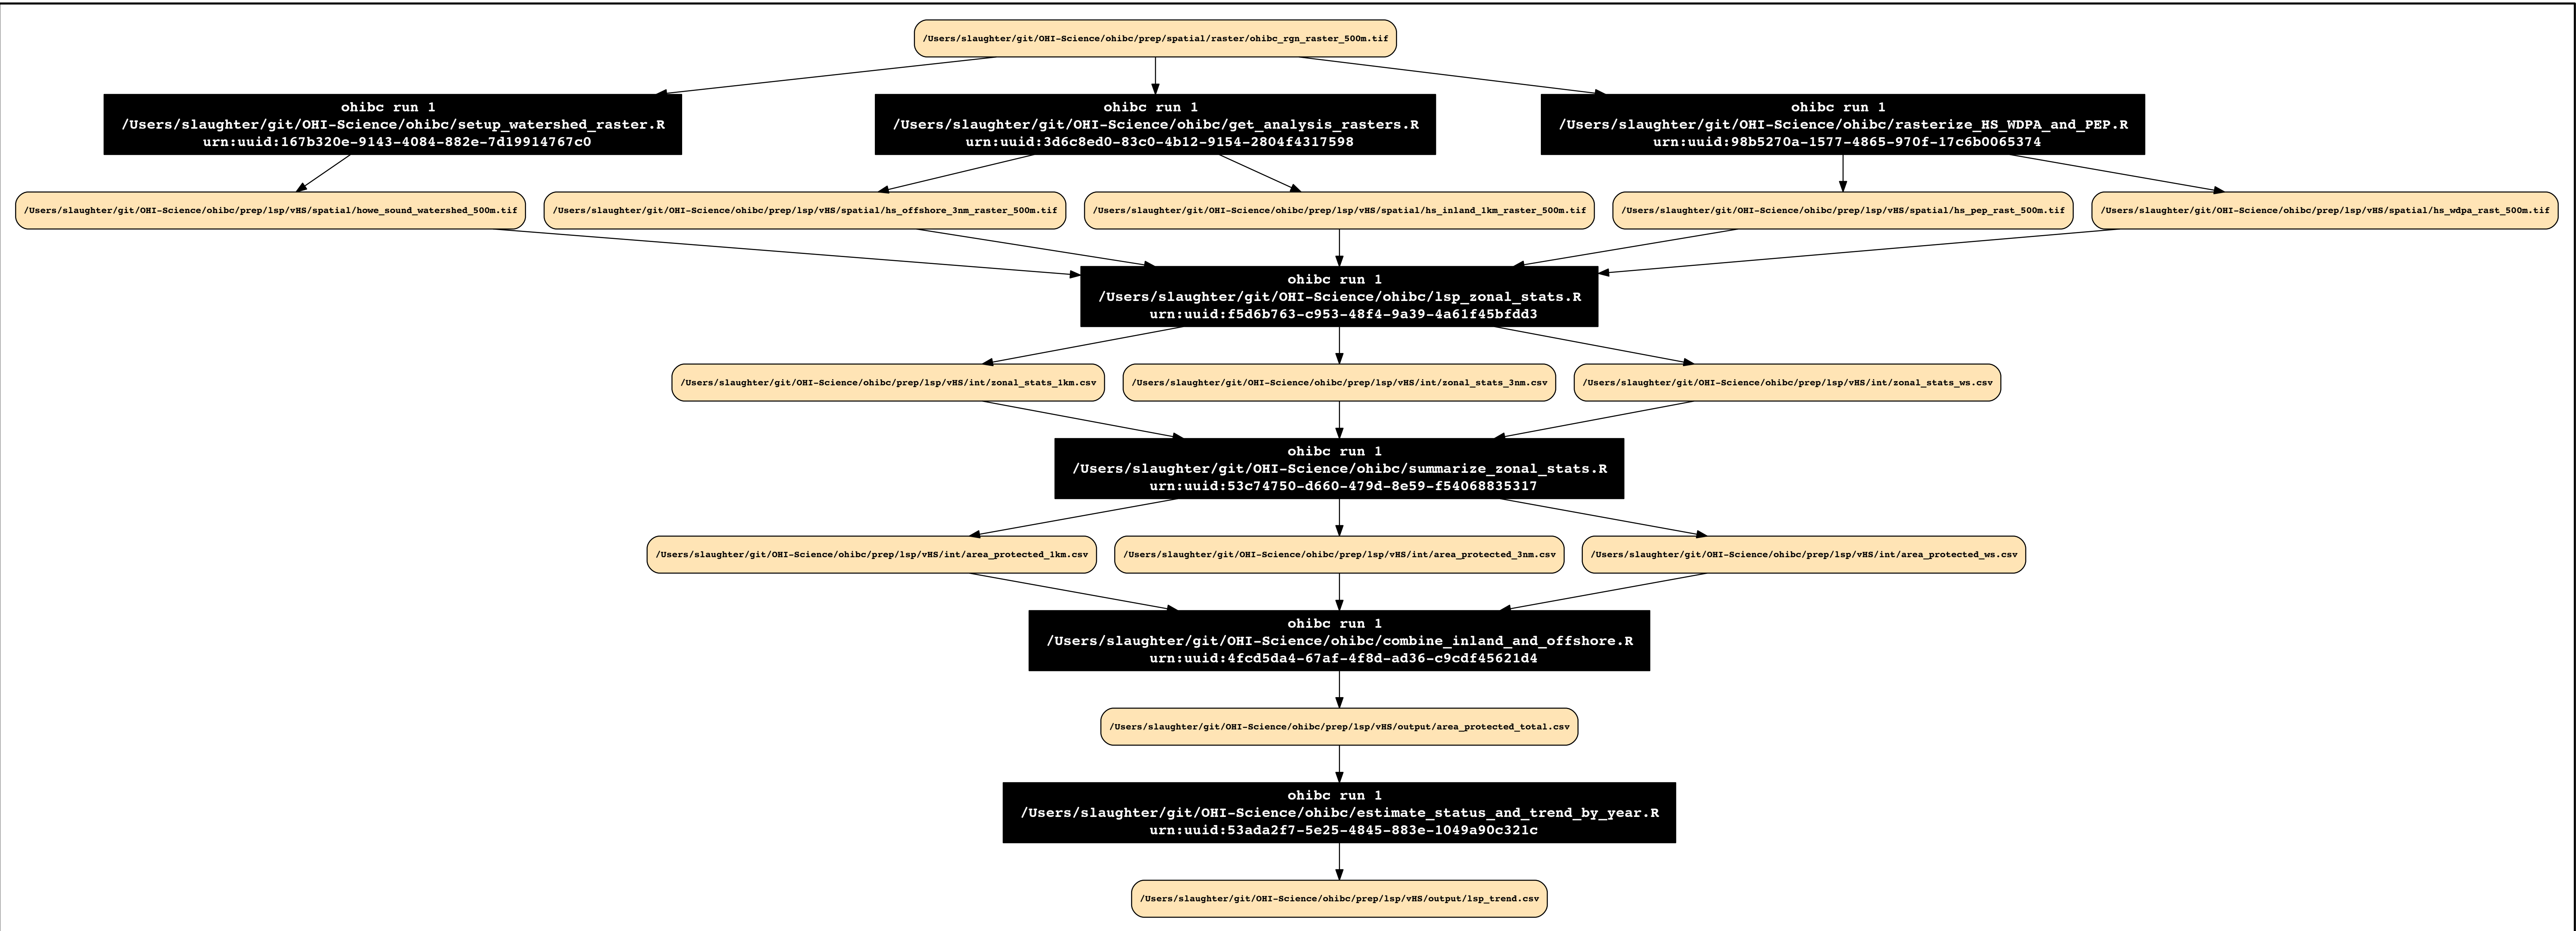 /Users/slaughter/git/OHI-Science/ohibc/prep/spatial/raster/ohibc_rgn_raster_500m.tif
ohibc run 1
/Users/slaughter/git/OHI-Science/ohibc/setup_watershed_raster.R
urn:uuid:167b320e-9143-4084-882e-7d19914767c0
ohibc run 1
/Users/slaughter/git/OHI-Science/ohibc/get_analysis_rasters.R
urn:uuid:3d6c8ed0-83c0-4b12-9154-2804f4317598
ohibc run 1
/Users/slaughter/git/OHI-Science/ohibc/rasterize_HS_WDPA_and_PEP.R
urn:uuid:98b5270a-1577-4865-970f-17c6b0065374
/Users/slaughter/git/OHI-Science/ohibc/prep/lsp/vHS/spatial/howe_sound_watershed_500m.tif
/Users/slaughter/git/OHI-Science/ohibc/prep/lsp/vHS/spatial/hs_offshore_3nm_raster_500m.tif
/Users/slaughter/git/OHI-Science/ohibc/prep/lsp/vHS/spatial/hs_inland_1km_raster_500m.tif
/Users/slaughter/git/OHI-Science/ohibc/prep/lsp/vHS/spatial/hs_pep_rast_500m.tif
/Users/slaughter/git/OHI-Science/ohibc/prep/lsp/vHS/spatial/hs_wdpa_rast_500m.tif
ohibc run 1
/Users/slaughter/git/OHI-Science/ohibc/lsp_zonal_stats.R
urn:uuid:f5d6b763-c953-48f4-9a39-4a61f45bfdd3
/Users/slaughter/git/OHI-Science/ohibc/prep/lsp/vHS/int/zonal_stats_1km.csv
/Users/slaughter/git/OHI-Science/ohibc/prep/lsp/vHS/int/zonal_stats_3nm.csv
/Users/slaughter/git/OHI-Science/ohibc/prep/lsp/vHS/int/zonal_stats_ws.csv
ohibc run 1
/Users/slaughter/git/OHI-Science/ohibc/summarize_zonal_stats.R
urn:uuid:53c74750-d660-479d-8e59-f54068835317
/Users/slaughter/git/OHI-Science/ohibc/prep/lsp/vHS/int/area_protected_1km.csv
/Users/slaughter/git/OHI-Science/ohibc/prep/lsp/vHS/int/area_protected_3nm.csv
/Users/slaughter/git/OHI-Science/ohibc/prep/lsp/vHS/int/area_protected_ws.csv
ohibc run 1
/Users/slaughter/git/OHI-Science/ohibc/combine_inland_and_offshore.R
urn:uuid:4fcd5da4-67af-4f8d-ad36-c9cdf45621d4
/Users/slaughter/git/OHI-Science/ohibc/prep/lsp/vHS/output/area_protected_total.csv
ohibc run 1
/Users/slaughter/git/OHI-Science/ohibc/estimate_status_and_trend_by_year.R
urn:uuid:53ada2f7-5e25-4845-883e-1049a90c321c
/Users/slaughter/git/OHI-Science/ohibc/prep/lsp/vHS/output/lsp_trend.csv